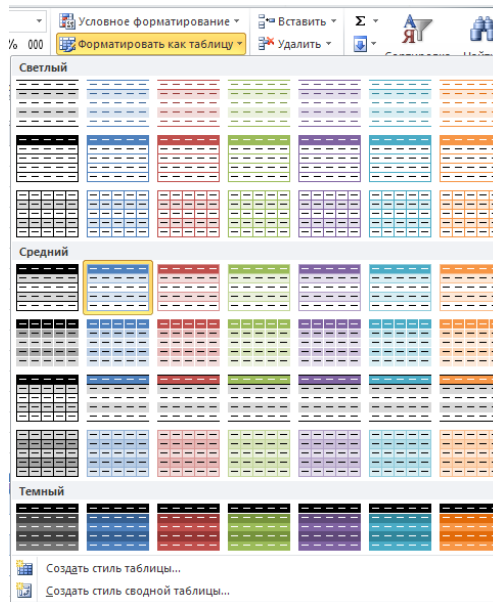 Условное форматирование Вставить Σ
% 000 Форматировать как таблицу Удалить
Светлый
Средний
Темный
Создать стиль таблицы...
Создать стиль сводной таблицы...